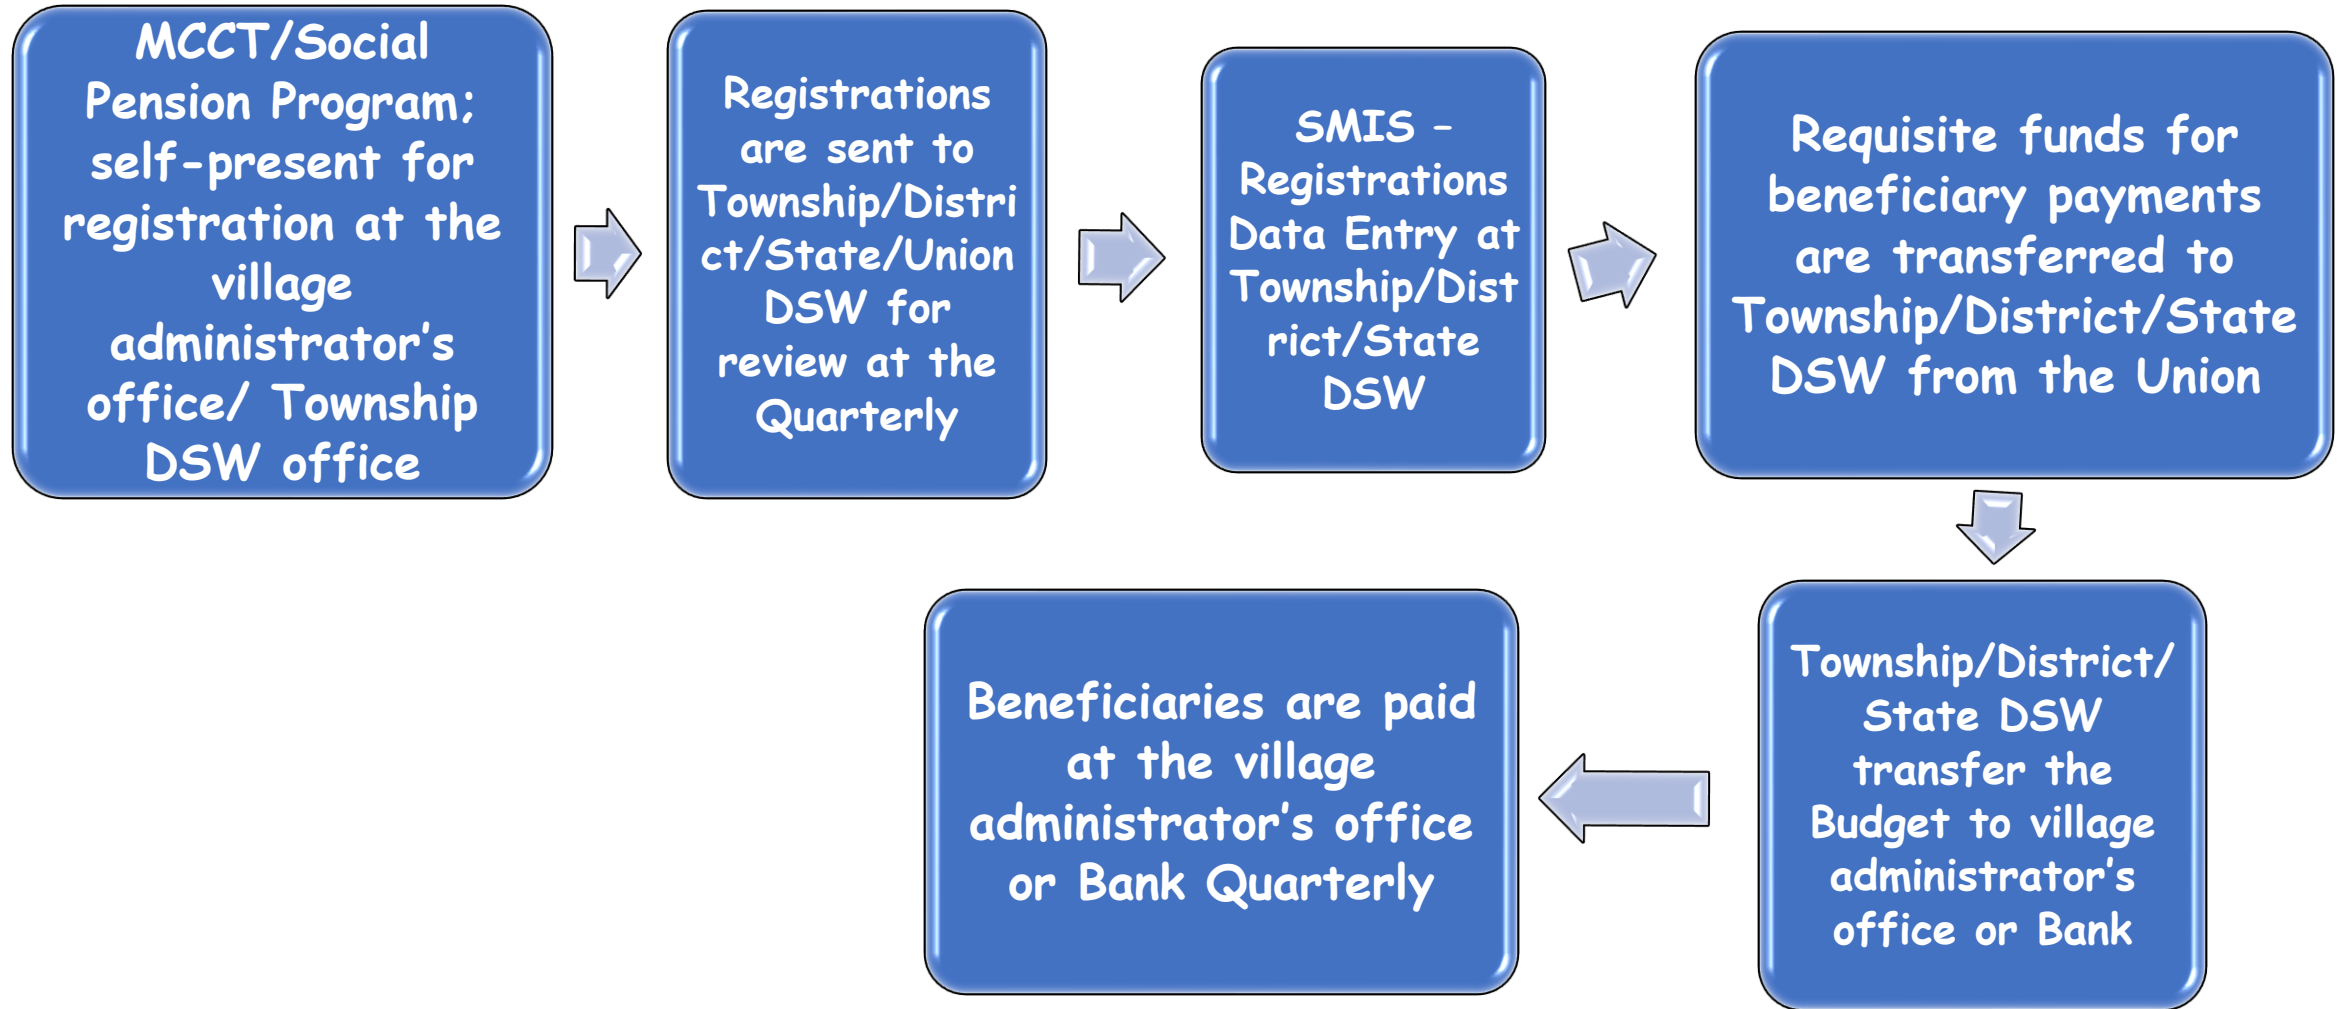 MCCT/Social
Pension Program;
self-present for
registration at the
village
administrator's
office/ Township
DSW office
Registrations
are sent to
Township/Distri
ct/State/Union
DSW for
review at the
Quarterly
SMIS -
Registrations
Data Entry at
Township/Dist
rict/State
DSW
Requisite funds for
beneficiary payments
are transferred to
Township/District/State
DSW from the Union
Township/District/
State DSW
transfer the
Budget to village
administrator's
office or Bank
Beneficiaries are paid
at the village
administrator's office
or Bank Quarterly